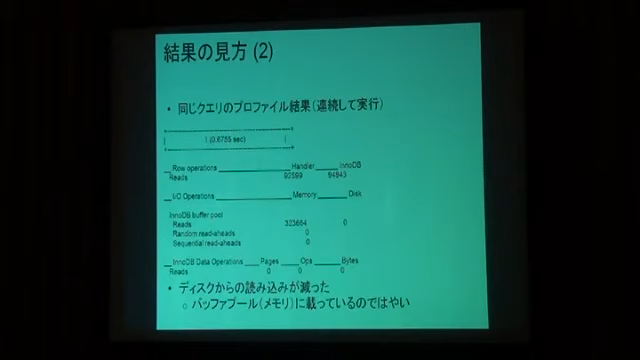 結果の見方 (2)
• 同じクエリのプロファイル結果(連続して実行)
1 (0.6755 sec)
Row operations Handler InnoDB
Reads 92599 84843
I/O Operations Memory Disk
InnoDB buffer pool
Reads 323664 0
Random read-aheads 0
Sequential read-aheads 0
InnoDB Data Operations Pages Ops Bytes
Reads 0 0 0
• ディスクからの読み込みが減った
○ バッファプール(メモリ)に載っているのではやい